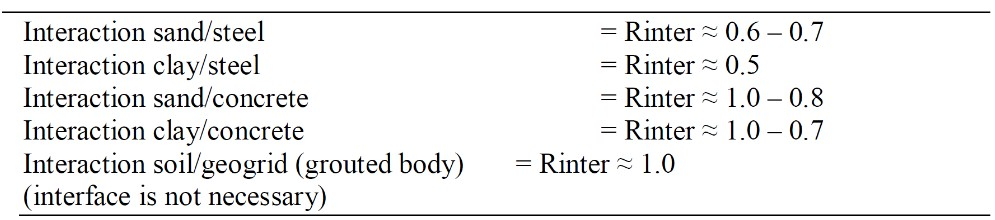 Interaction sand/steel = Rinter ≈ 0.6 – 0.7
Interaction clay/steel = Rinter ≈ 0.5
Interaction sand/concrete = Rinter ≈ 1.0 – 0.8
Interaction clay/concrete = Rinter ≈ 1.0 – 0.7
Interaction soil/geogrid (grouted body) = Rinter ≈ 1.0
(interface is not necessary)